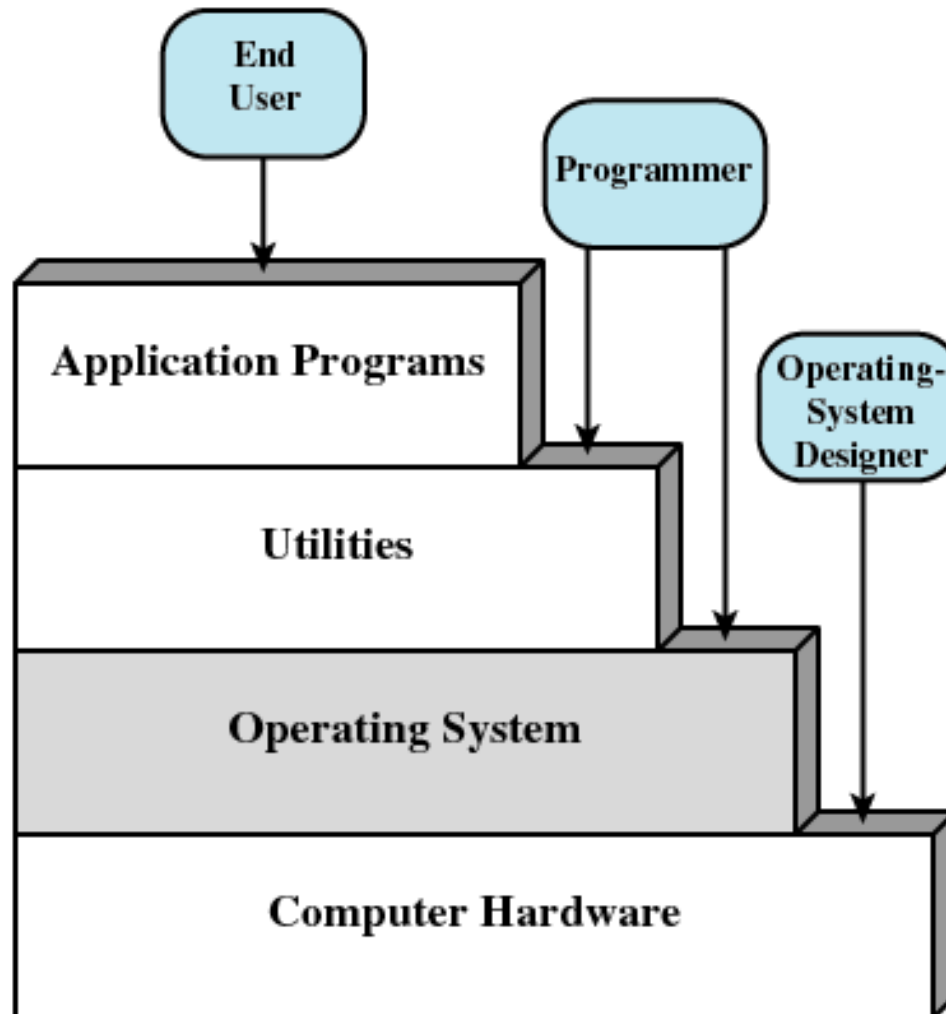 End
User
Programmer
Operating-
System
Designer
Application Programs
Utilities
Operating System
Computer Hardware